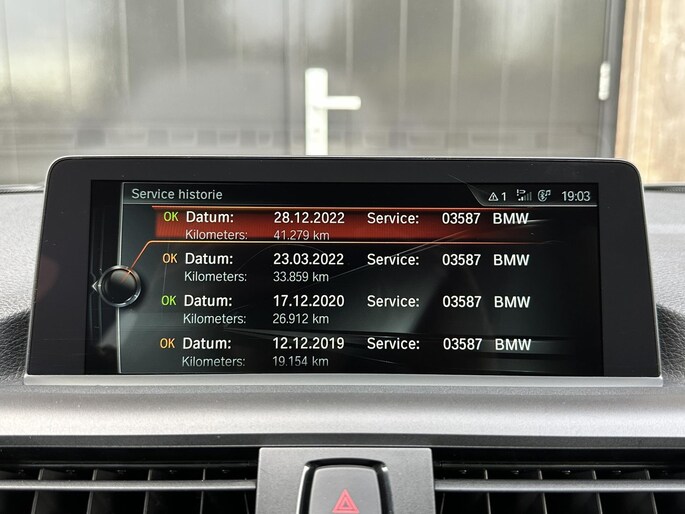 Service historie 1 19:03
OK Datum: 28.12.2022 Service: 03587 BMW
Kilometers: 41.279 km
OK Datum: 23.03.2022 Service: 03587 BMW
Kilometers: 33.859 km
OK Datum: 17.12.2020 Service: 03587 BMW
Kilometers: 26.912 km
OK Datum: 12.12.2019 Service: 03587 BMW
Kilometers: 19.154 km